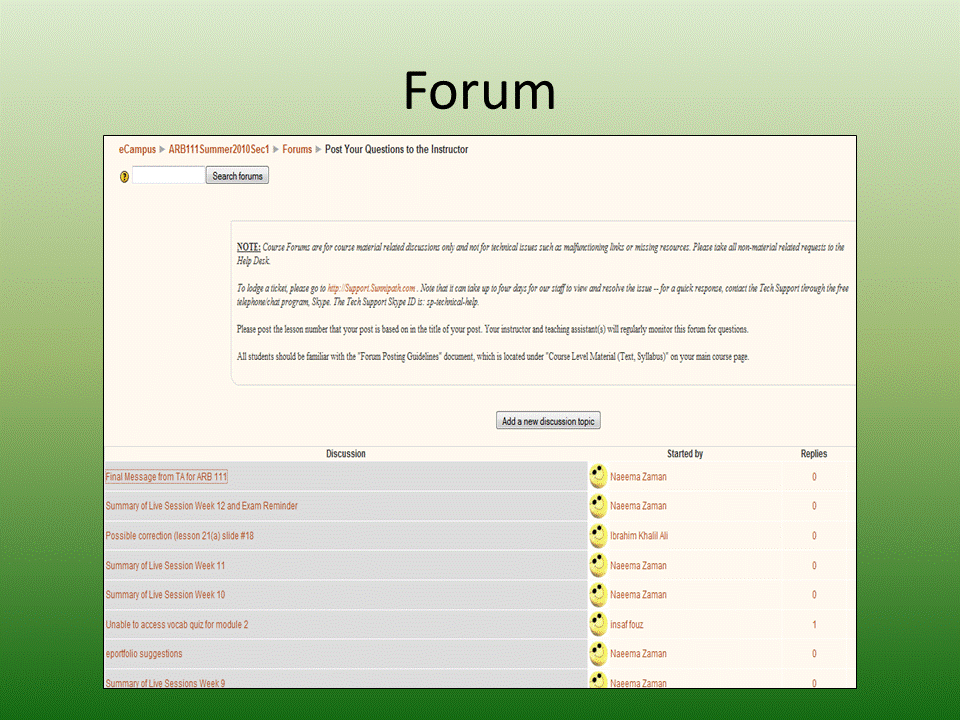 Forum
eCampus ► ARB111Summer2010Sec1 ► Forums ► Post Your Questions to the Instructor
Search forums
NOTE: Course Forums are for course material related discussions only and not for technical issues such as malfunctioning links or missing resources. Please take all non-material related requests to the
Help Desk.
To lodge a ticket, please go to http://Support.Sunnipath.com . Note that it can take up to four days for our staff to view and resolve the issue -- for a quick response, contact the Tech Support through the free
telephone/chat program, Skype. The Tech Support Skype ID is: sp-technical-help.
Please post the lesson number that your post is based on in the title of your post. Your instructor and teaching assistant(s) will regularly monitor this forum for questions.
All students should be familiar with the "Forum Posting Guidelines" document, which is located under "Course Level Material (Text, Syllabus)" on your main course page.
Add a new discussion topic
Discussion Started by Replies
Final Message from TA for ARB 111 Naeema Zaman 0
Summary of Live Session Week 12 and Exam Reminder Naeema Zaman 0
Possible correction (lesson 21(a) slide #18 Ibrahim Khalil Ali 0
Summary of Live Session Week 11 Naeema Zaman 0
Summary of Live Session Week 10 Naeema Zaman 0
Unable to access vocab quiz for module 2 insaf fouz 1
eportfolio suggestions Naeema Zaman 0
Summary of Live Sessions Week 9 Naeema Zaman 0